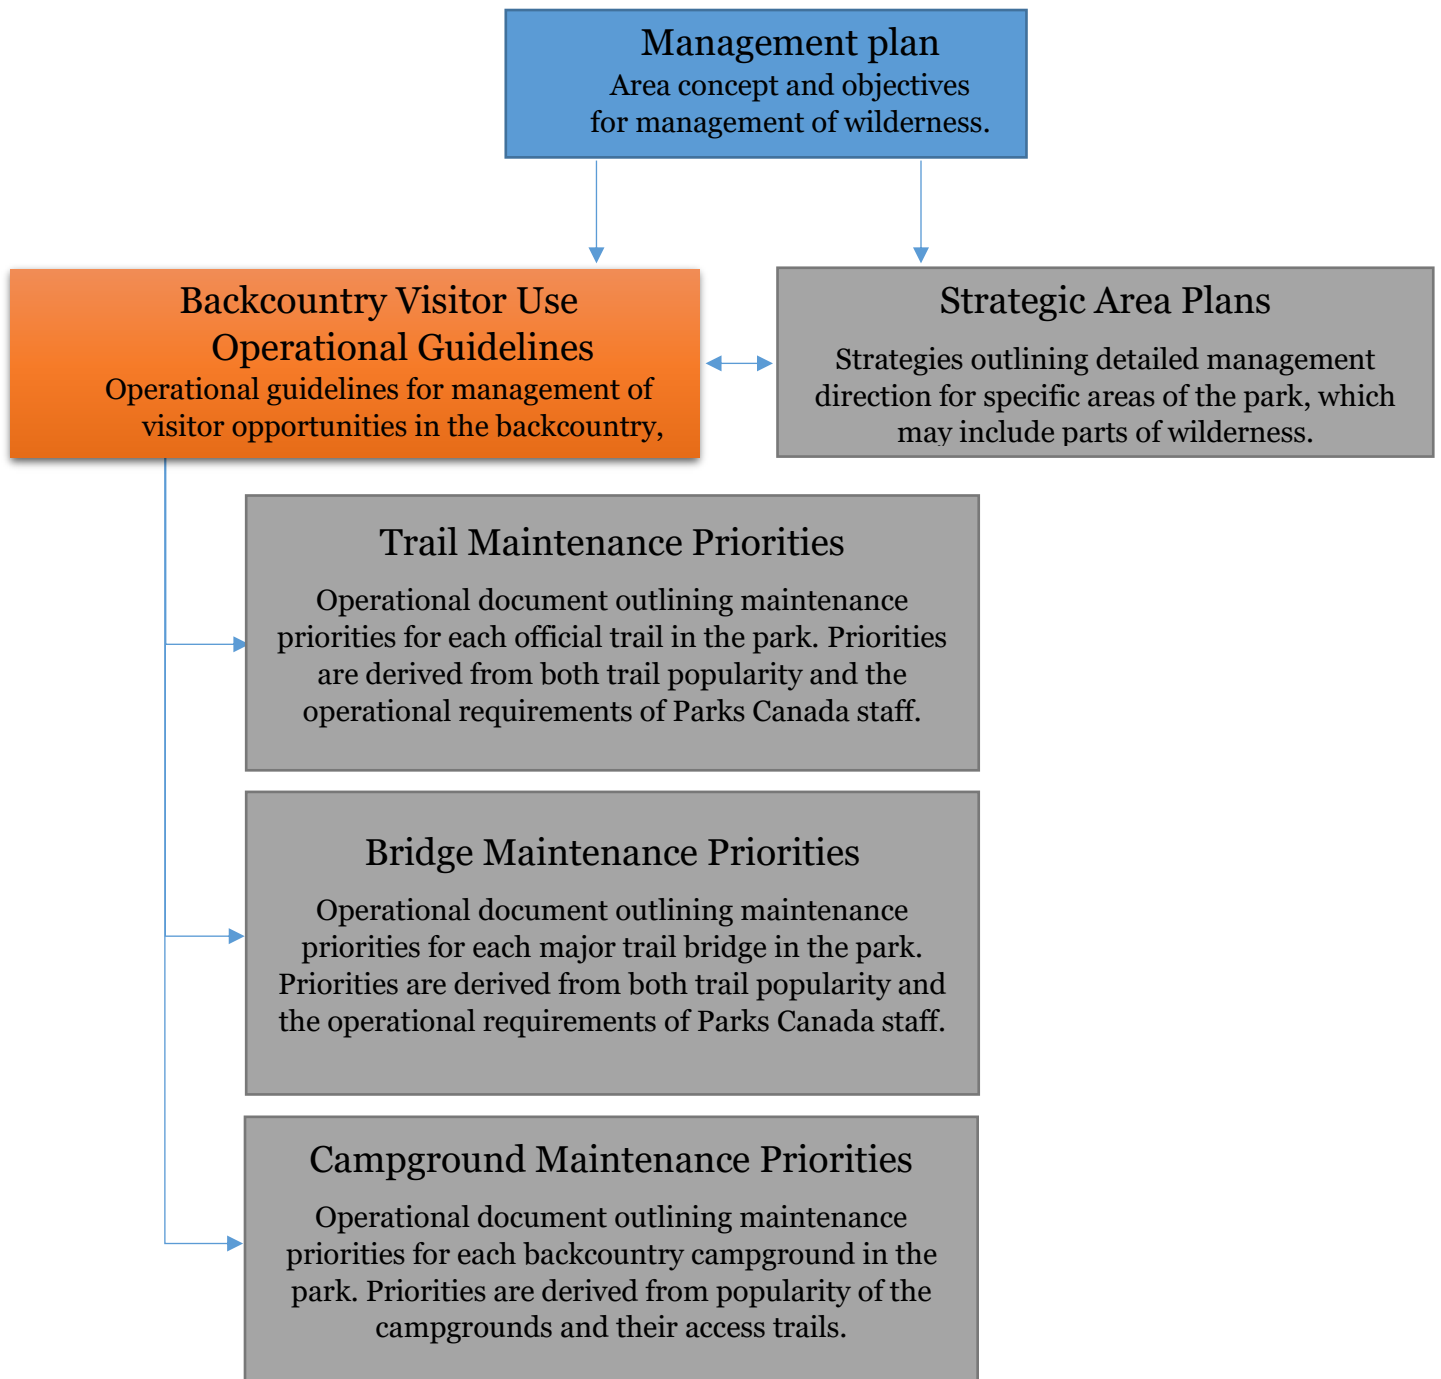 Management plan
Area concept and objectives
for management of wilderness.
Backcountry Visitor Use
Operational Guidelines
Operational guidelines for management of
visitor opportunities in the backcountry,
Strategic Area Plans
Strategies outlining detailed management
direction for specific areas of the park, which
may include parts of wilderness.
Trail Maintenance Priorities
Operational document outlining maintenance
priorities for each official trail in the park. Priorities
are derived from both trail popularity and the
operational requirements of Parks Canada staff.
Bridge Maintenance Priorities
Operational document outlining maintenance
priorities for each major trail bridge in the park.
Priorities are derived from both trail popularity and
the operational requirements of Parks Canada staff.
Campground Maintenance Priorities
Operational document outlining maintenance
priorities for each backcountry campground in the
park. Priorities are derived from popularity of the
campgrounds and their access trails.